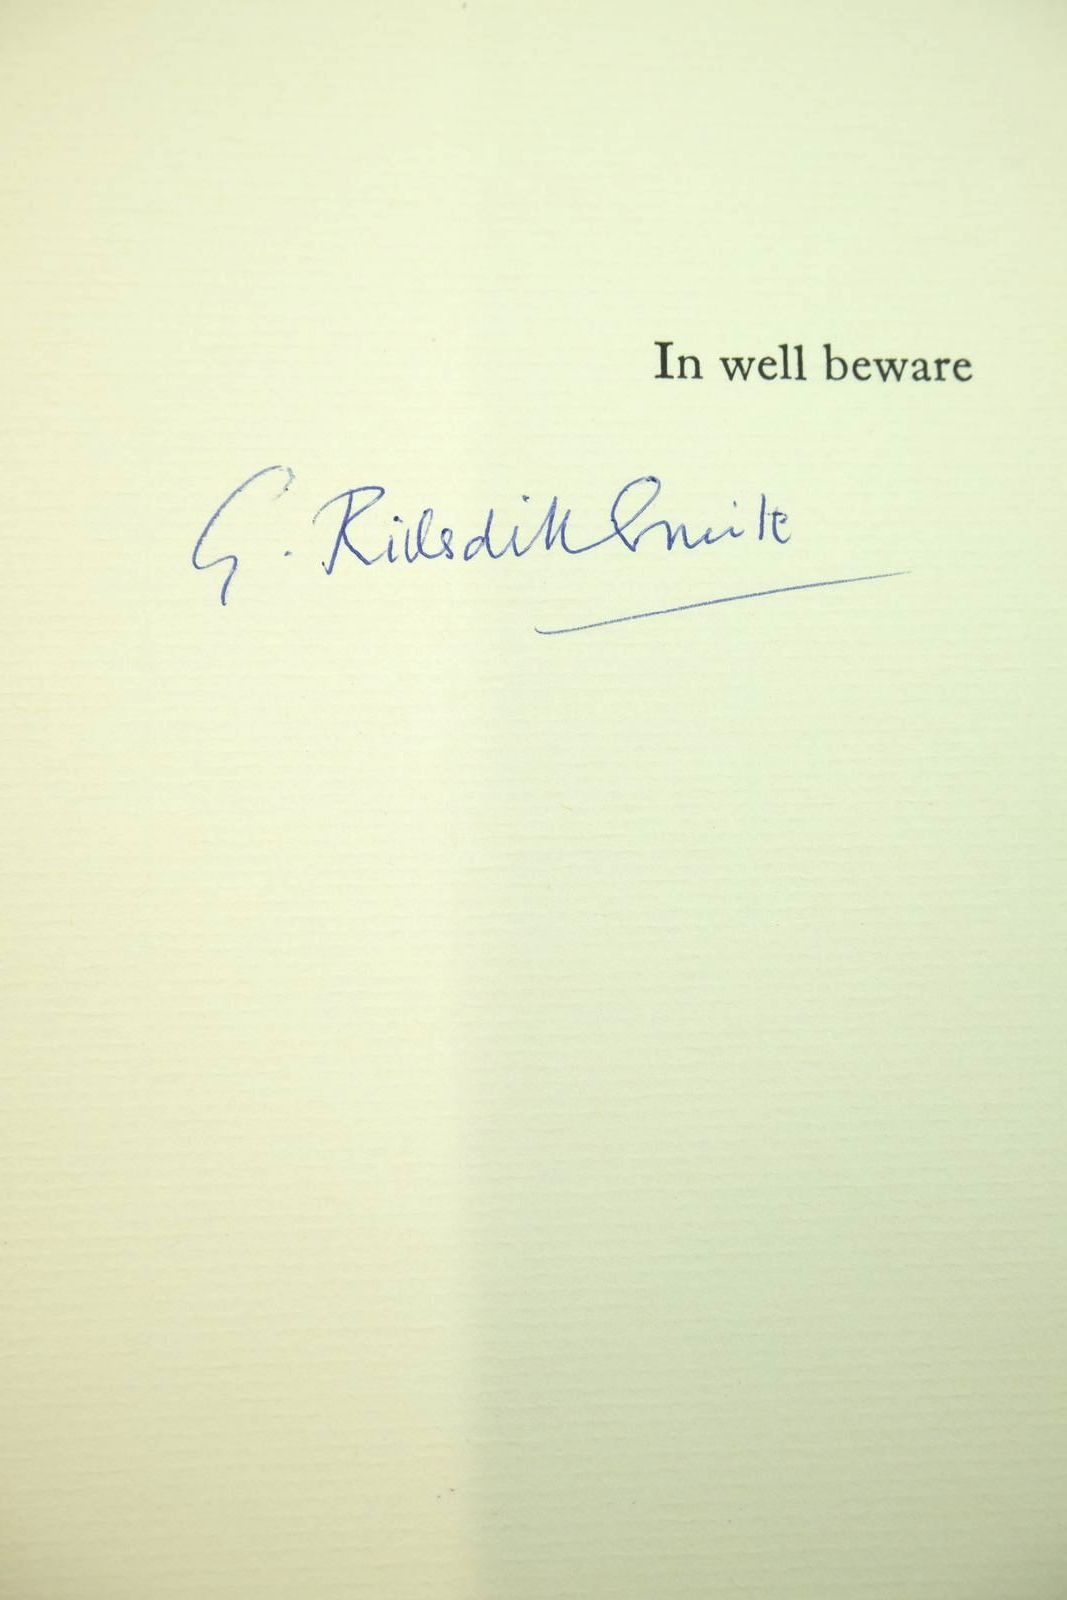 In well beware
G. Ridsdill Smith